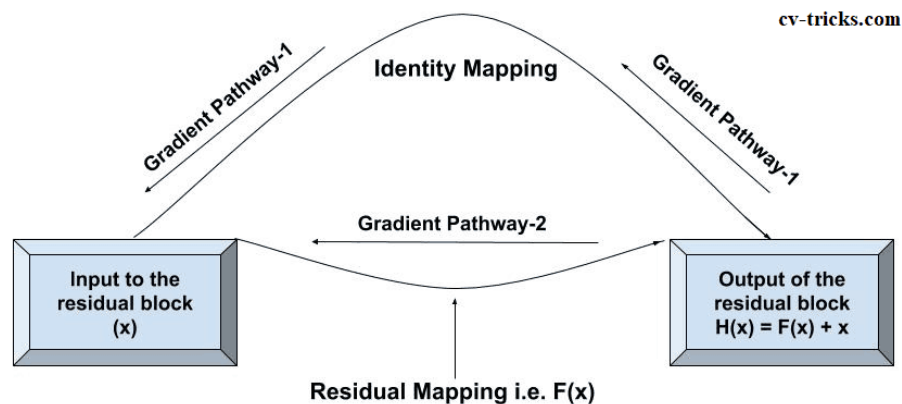 cv-tricks.com
Gradient Pathway-1
Identity Mapping
Gradient Pathway-1
Gradient Pathway-2
Input to the
residual block
(x)
Output of the
residual block
H(x) = F(x) + x
Residual Mapping i.e. F(x)